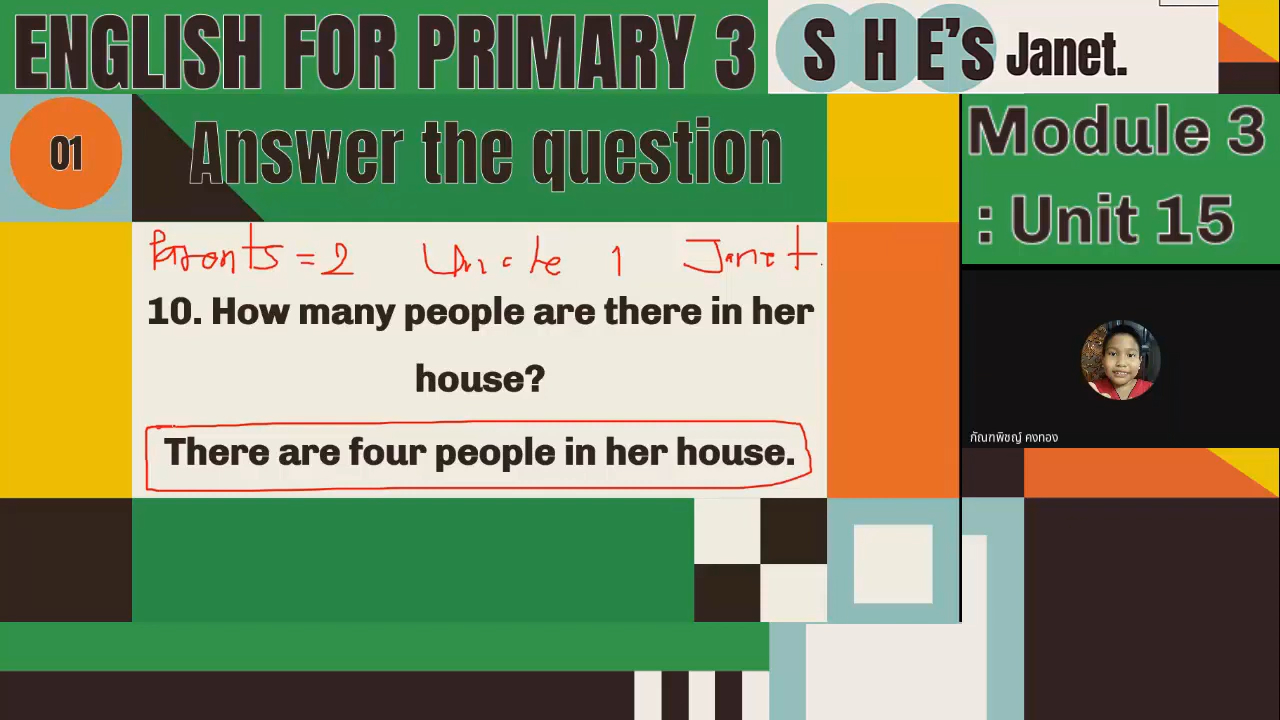 ENGLISH FOR PRIMARY 3
SHE's Janet.
01
Answer the question
Module 3
: Unit 15
Parents = 2 Uncle 1 Janet.
10. How many people are there in her
house?
There are four people in her house.
กัณฑพิชญ์ คงทอง